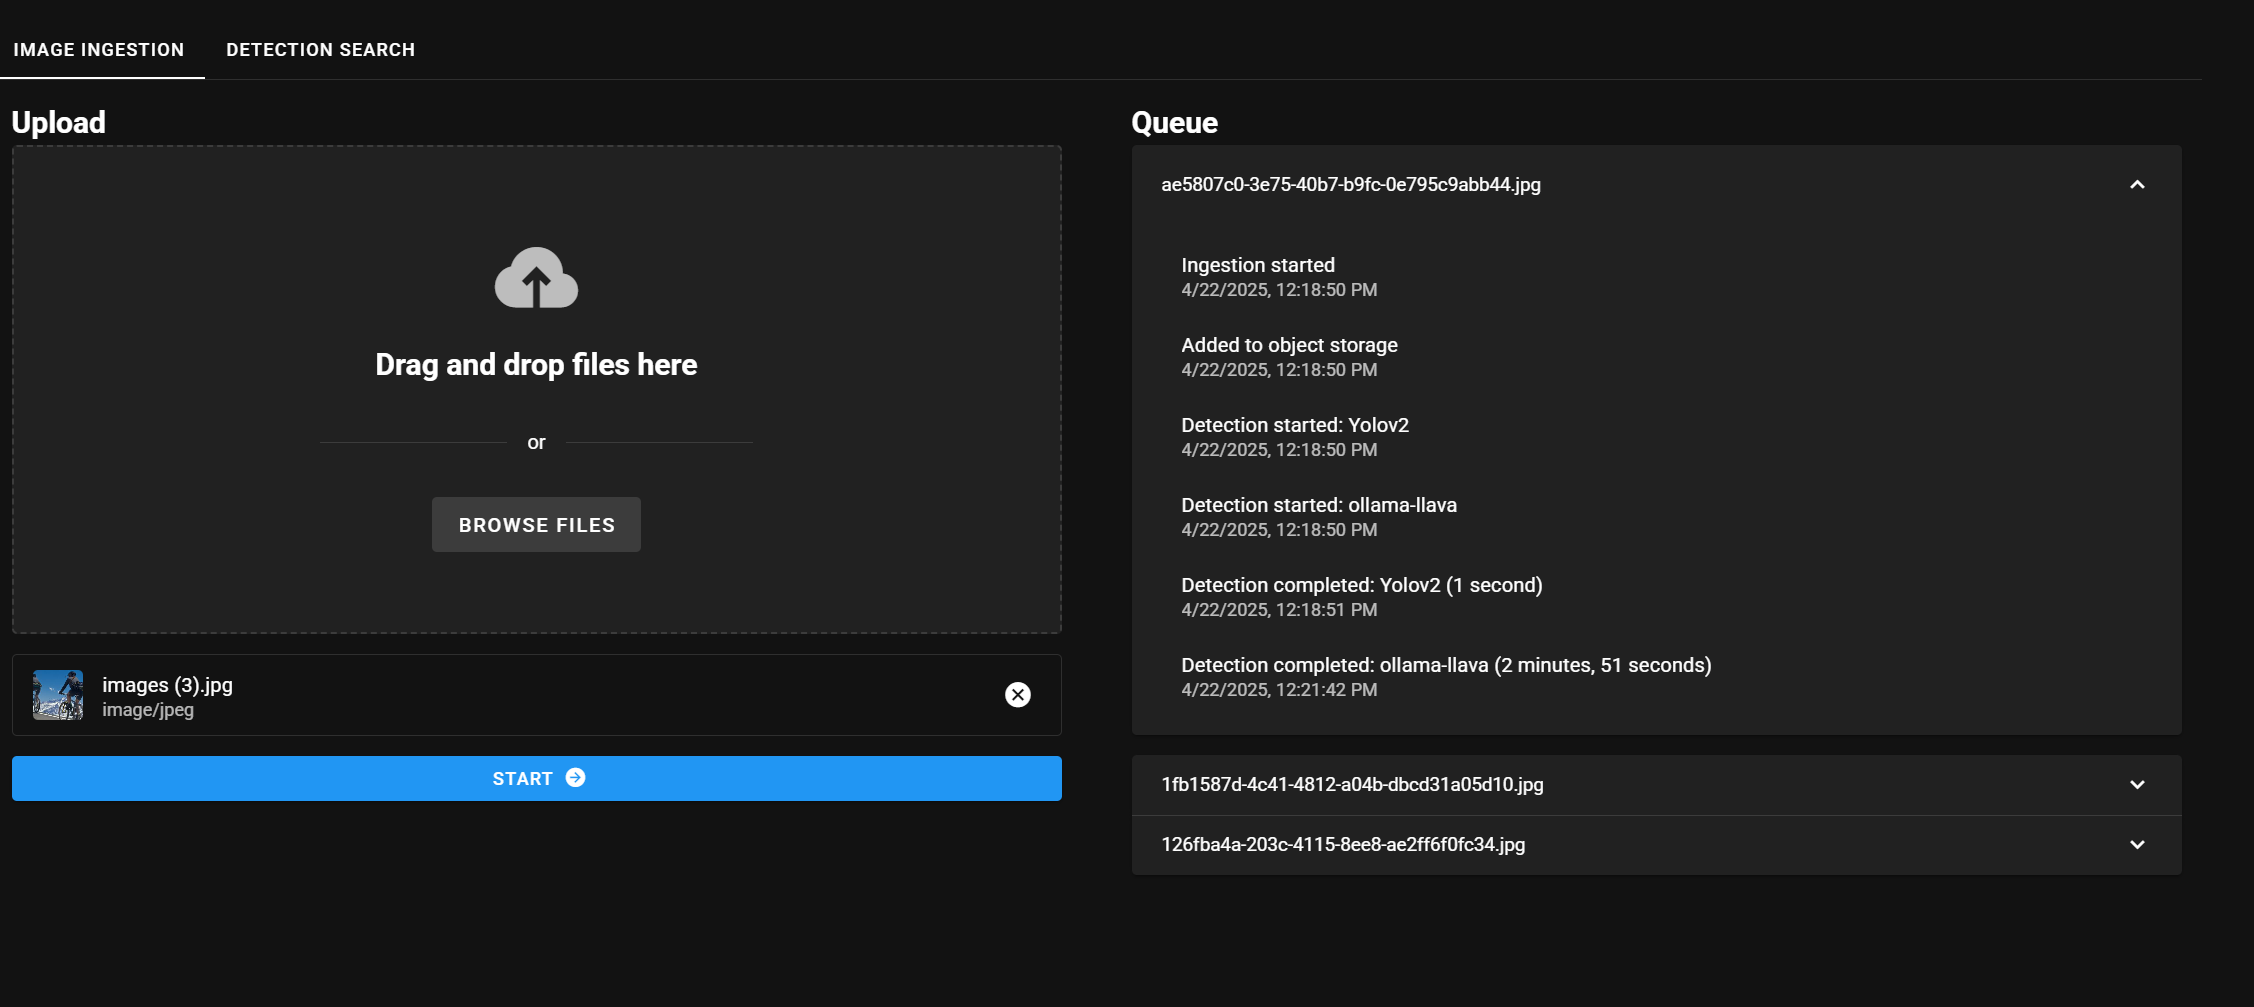 IMAGE INGESTION
DETECTION SEARCH
Upload
Drag and drop files here
or
BROWSE FILES
images (3).jpg
image/jpeg
START
Queue
ae5807c0-3e75-40b7-b9fc-0e795c9abb44.jpg
Ingestion started
4/22/2025, 12:18:50 PM
Added to object storage
4/22/2025, 12:18:50 PM
Detection started: Yolov2
4/22/2025, 12:18:50 PM
Detection started: ollama-llava
4/22/2025, 12:18:50 PM
Detection completed: Yolov2 (1 second)
4/22/2025, 12:18:51 PM
Detection completed: ollama-llava (2 minutes, 51 seconds)
4/22/2025, 12:21:42 PM
1fb1587d-4c41-4812-a04b-dbcd31a05d10.jpg
126fba4a-203c-4115-8ee8-ae2ff6f0fc34.jpg